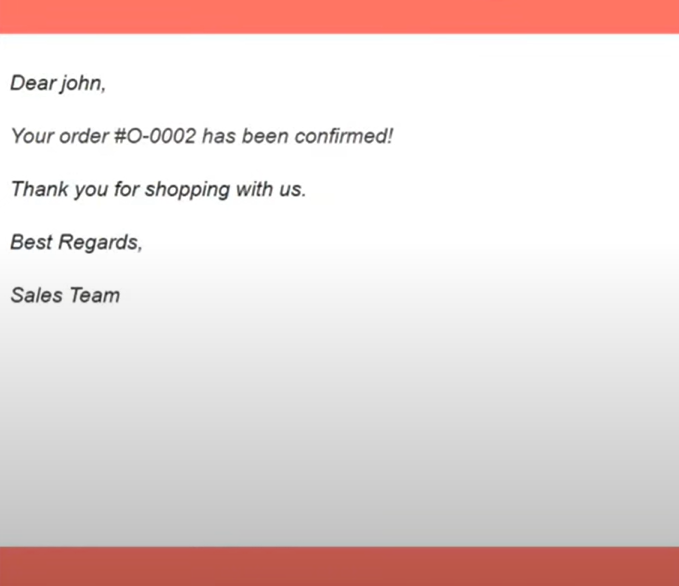 Dear john,
Your order #O-0002 has been confirmed!
Thank you for shopping with us.
Best Regards,
Sales Team